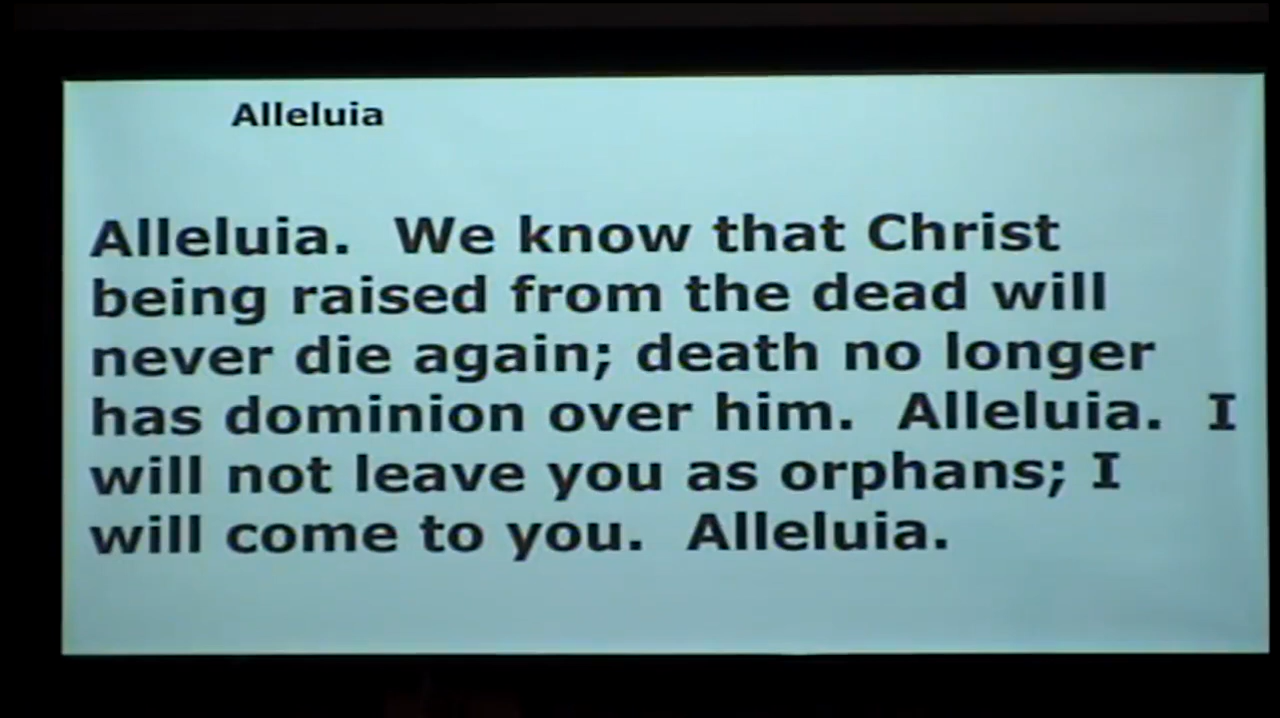 Alleluia
Alleluia.  We know that Christ
being raised from the dead will
never die again; death no longer
has dominion over him.  Alleluia.  I
will not leave you as orphans; I
will come to you.  Alleluia.